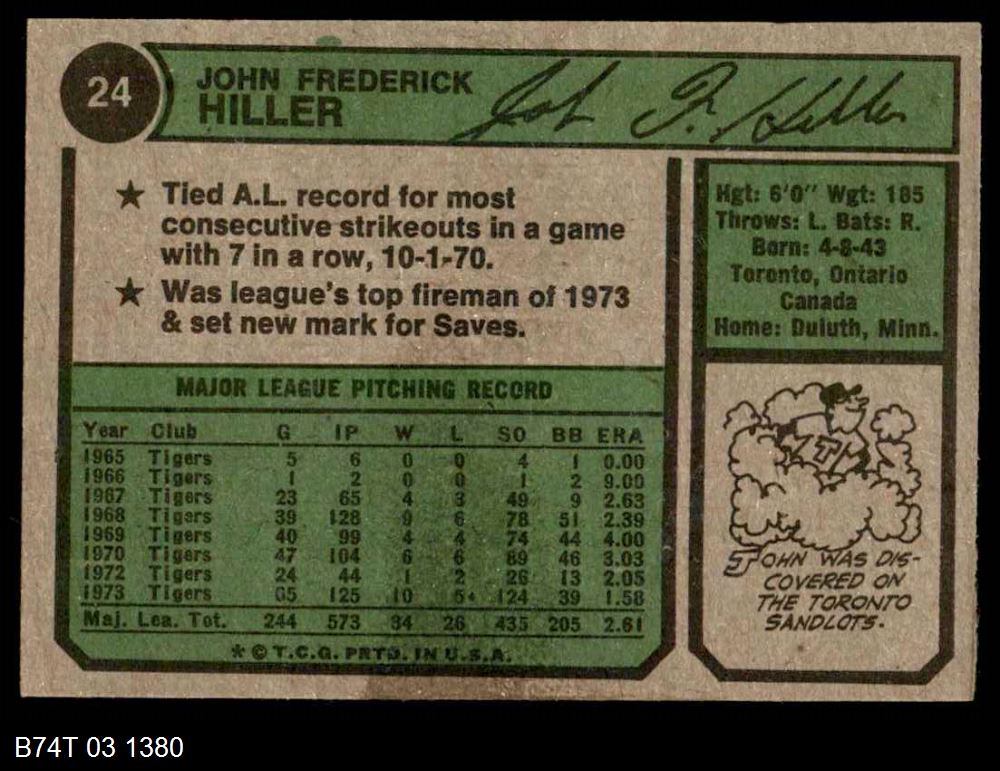 24
JOHN FREDERICK
HILLER
John F. Hiller
★ Tied A.L. record for most
consecutive strikeouts in a game
with 7 in a row, 10-1-70.
★ Was league's top fireman of 1973
& set new mark for Saves.
Hgt: 6'0" Wgt: 185
Throws: L. Bats: R.
Born: 4-8-43
Toronto, Ontario
Canada
Home: Duluth, Minn.
MAJOR LEAGUE PITCHING RECORD
Year Club G IP W L SO BB ERA
1965 Tigers 5 6 0 0 4 1 0.00
1966 Tigers 1 2 0 0 1 2 9.00
1967 Tigers 23 65 4 3 49 9 2.63
1968 Tigers 39 128 9 6 78 51 2.39
1969 Tigers 40 99 4 4 74 44 4.00
1970 Tigers 47 104 6 6 89 46 3.03
1972 Tigers 24 44 1 2 26 13 2.05
1973 Tigers 65 125 10 5 124 39 1.58
Maj. Lea. Tot. 244 573 34 26 435 205 2.61
* © T.C.G. PRTD. IN U.S.A.
JOHN WAS DIS-
COVERED ON
THE TORONTO
SANDLOTS.
B74T 03 1380